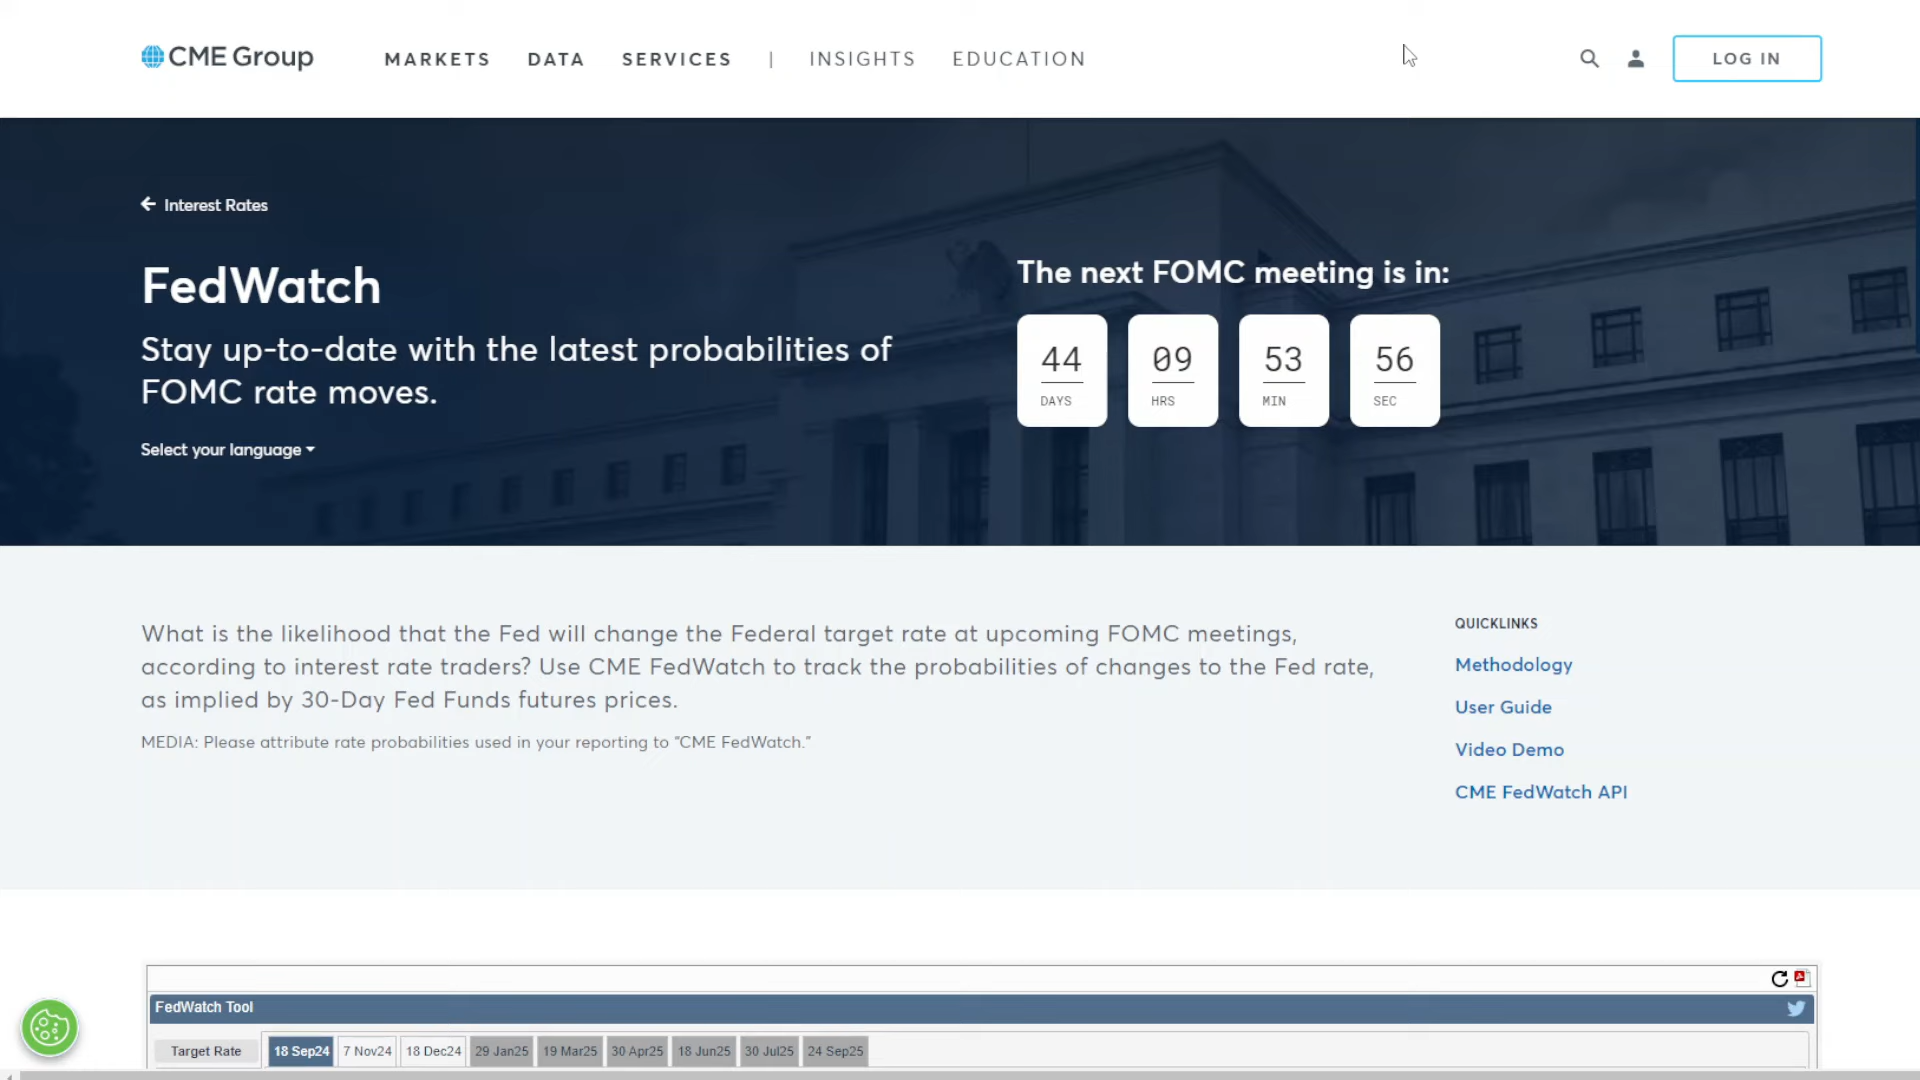 CME Group
MARKETS DATA SERVICES | INSIGHTS EDUCATION
LOG IN
Interest Rates
FedWatch
Stay up-to-date with the latest probabilities of
FOMC rate moves.
Select your language
The next FOMC meeting is in:
44 09 53 56
DAYS HRS MIN SEC
What is the likelihood that the Fed will change the Federal target rate at upcoming FOMC meetings,
according to interest rate traders? Use CME FedWatch to track the probabilities of changes to the Fed rate,
as implied by 30-Day Fed Funds futures prices.
MEDIA: Please attribute rate probabilities used in your reporting to "CME FedWatch."
QUICKLINKS
Methodology
User Guide
Video Demo
CME FedWatch API
FedWatch Tool
Target Rate 18 Sep24 7 Nov24 18 Dec24 29 Jan25 19 Mar25 30 Apr25 18 Jun25 30 Jul25 24 Sep25